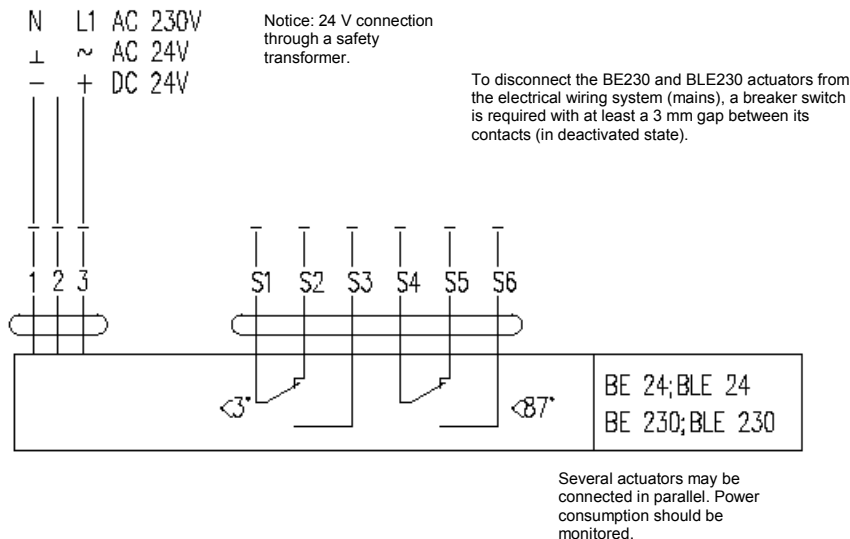 N L1 AC 230V
⊥ ~ AC 24V
− + DC 24V
Notice: 24 V connection
through a safety
transformer.
To disconnect the BE230 and BLE230 actuators from
the electrical wiring system (mains), a breaker switch
is required with at least a 3 mm gap between its
contacts (in deactivated state).
1 2 3 S1 S2 S3 S4 S5 S6
<3° <87°
BE 24;BLE 24
BE 230;BLE 230
Several actuators may be
connected in parallel. Power
consumption should be
monitored.